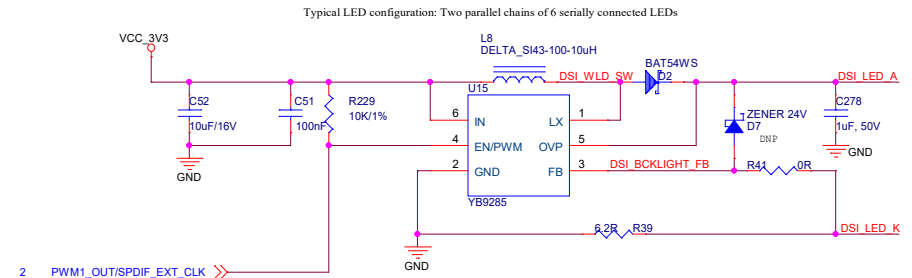 Typical LED configuration: Two parallel chains of 6 serially connected LEDs
VCC_3V3
L8
DELTA_SI43-100-10uH
BAT54WS
DSI_WLD_SW
D2
DSI_LED_A
U15
C52
10uF/16V
C51
100nF
R229
10K/1%
6 IN LX 1
4 EN/PWM OVP 5
2 GND FB 3
YB9285
ZENER 24V
D7
DNP
C278
1uF, 50V
GND
GND
DSI_BCKLIGHT_FB
R41 0R
6.2R R39
DSI_LED_K
GND
2 PWM1_OUT/SPDIF_EXT_CLK